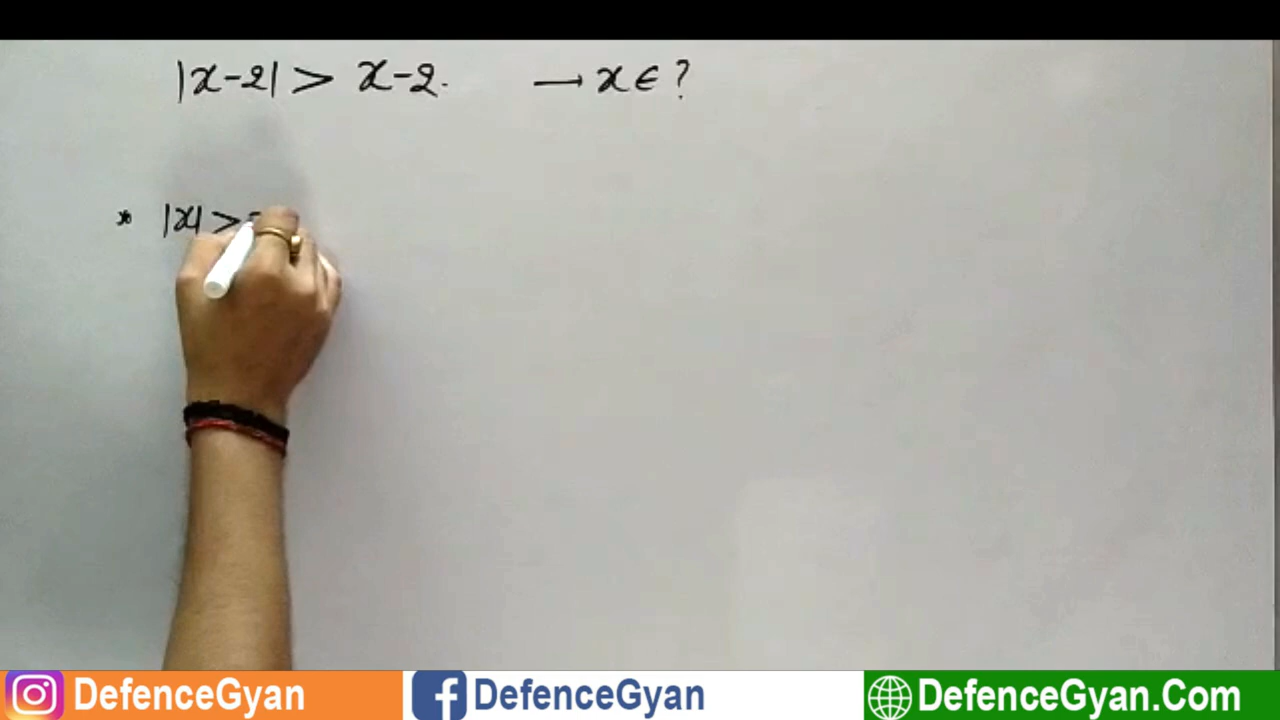 |x-2| > x-2. → x ∈ ?
* |x| >
DefenceGyan DefenceGyan DefenceGyan.Com